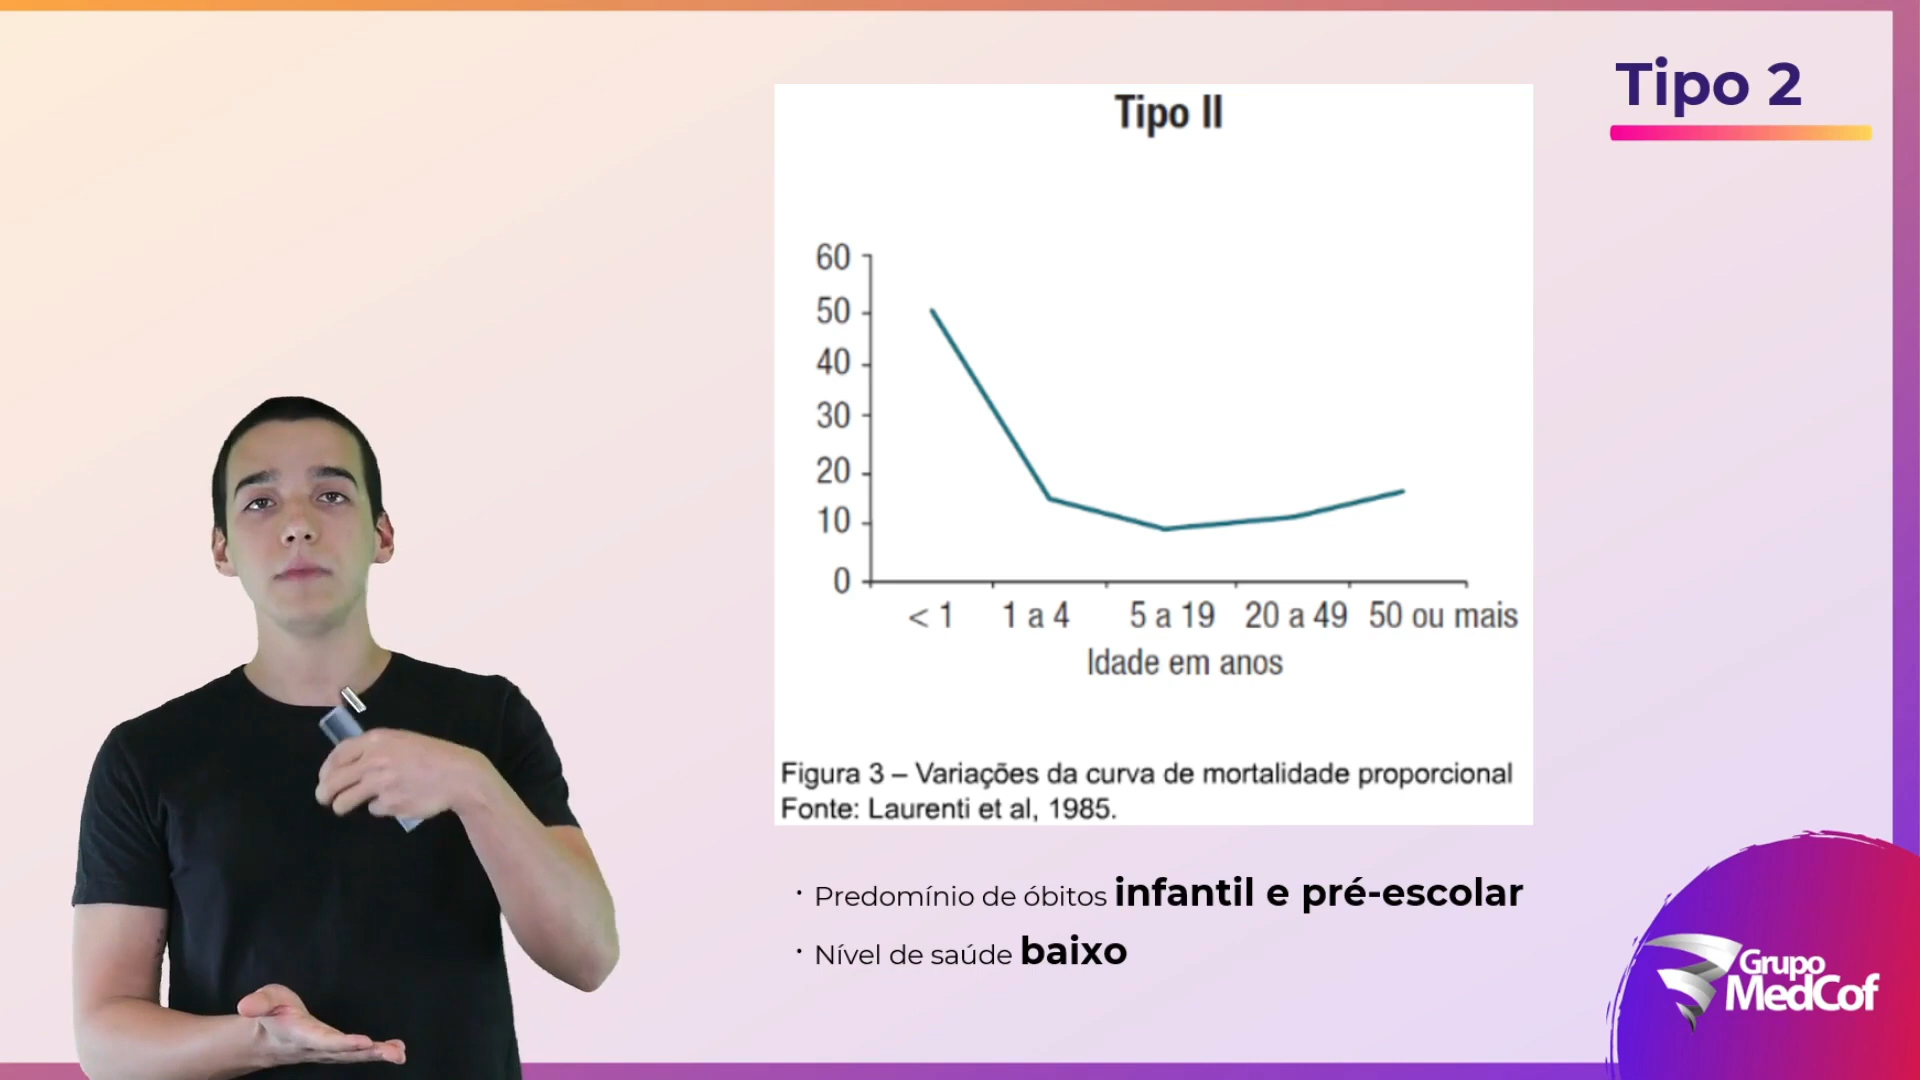 Tipo 2
Tipo II
60
50
40
30
20
10
0
< 1 1 a 4 5 a 19 20 a 49 50 ou mais
Idade em anos
Figura 3 – Variações da curva de mortalidade proporcional
Fonte: Laurenti et al, 1985.
· Predomínio de óbitos infantil e pré-escolar
· Nível de saúde baixo
Grupo
MedCof